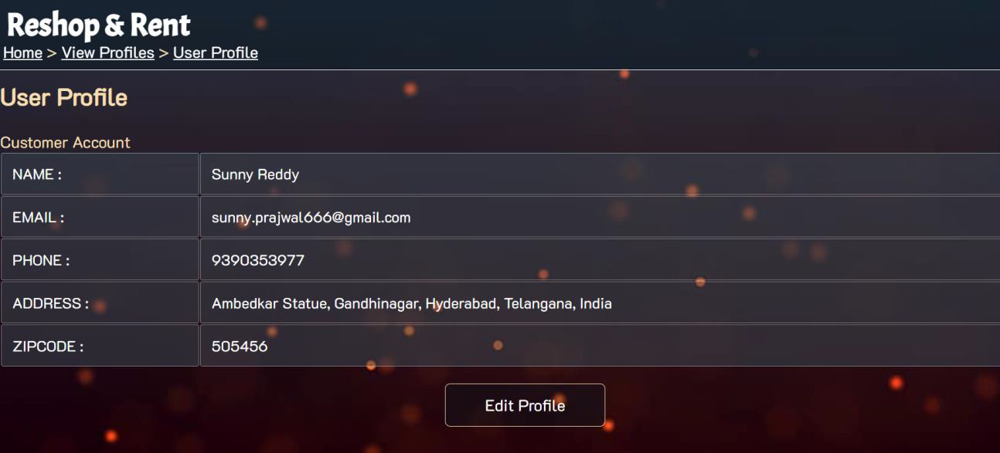 Reshop & Rent
Home > View Profiles > User Profile
User Profile
Customer Account
NAME : Sunny Reddy
EMAIL : sunny.prajwal666@gmail.com
PHONE : 9390353977
ADDRESS : Ambedkar Statue, Gandhinagar, Hyderabad, Telangana, India
ZIPCODE : 505456
Edit Profile